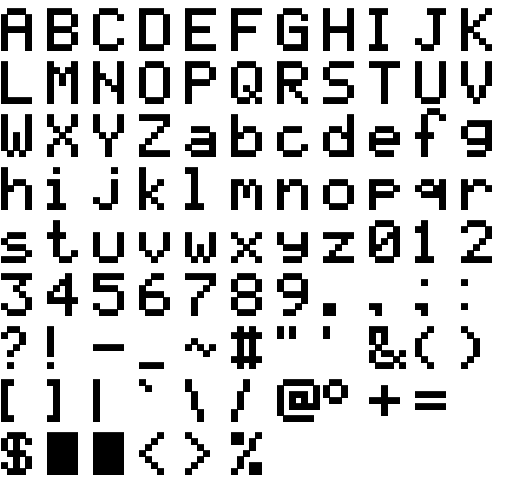 ABCDEFGHIJK
LMNOPQRSTUV
WXYZabcdefg
hijklmnopqr
stuvwxyz012
3456789.,;:
?!-_~#"'&()
[]|`\/@°+=
$██<>%